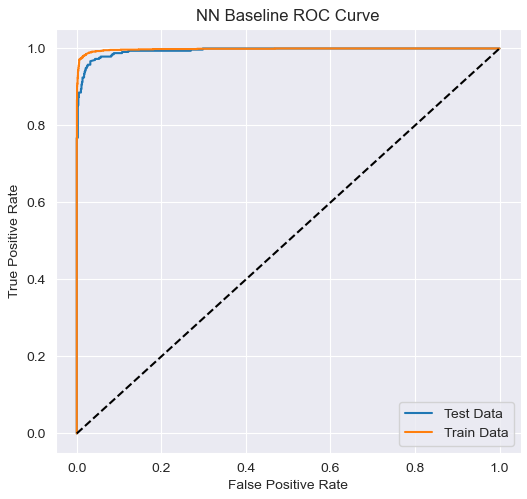 NN Baseline ROC Curve
True Positive Rate
1.0
0.8
0.6
0.4
0.2
0.0
0.0 0.2 0.4 0.6 0.8 1.0
False Positive Rate
Test Data
Train Data